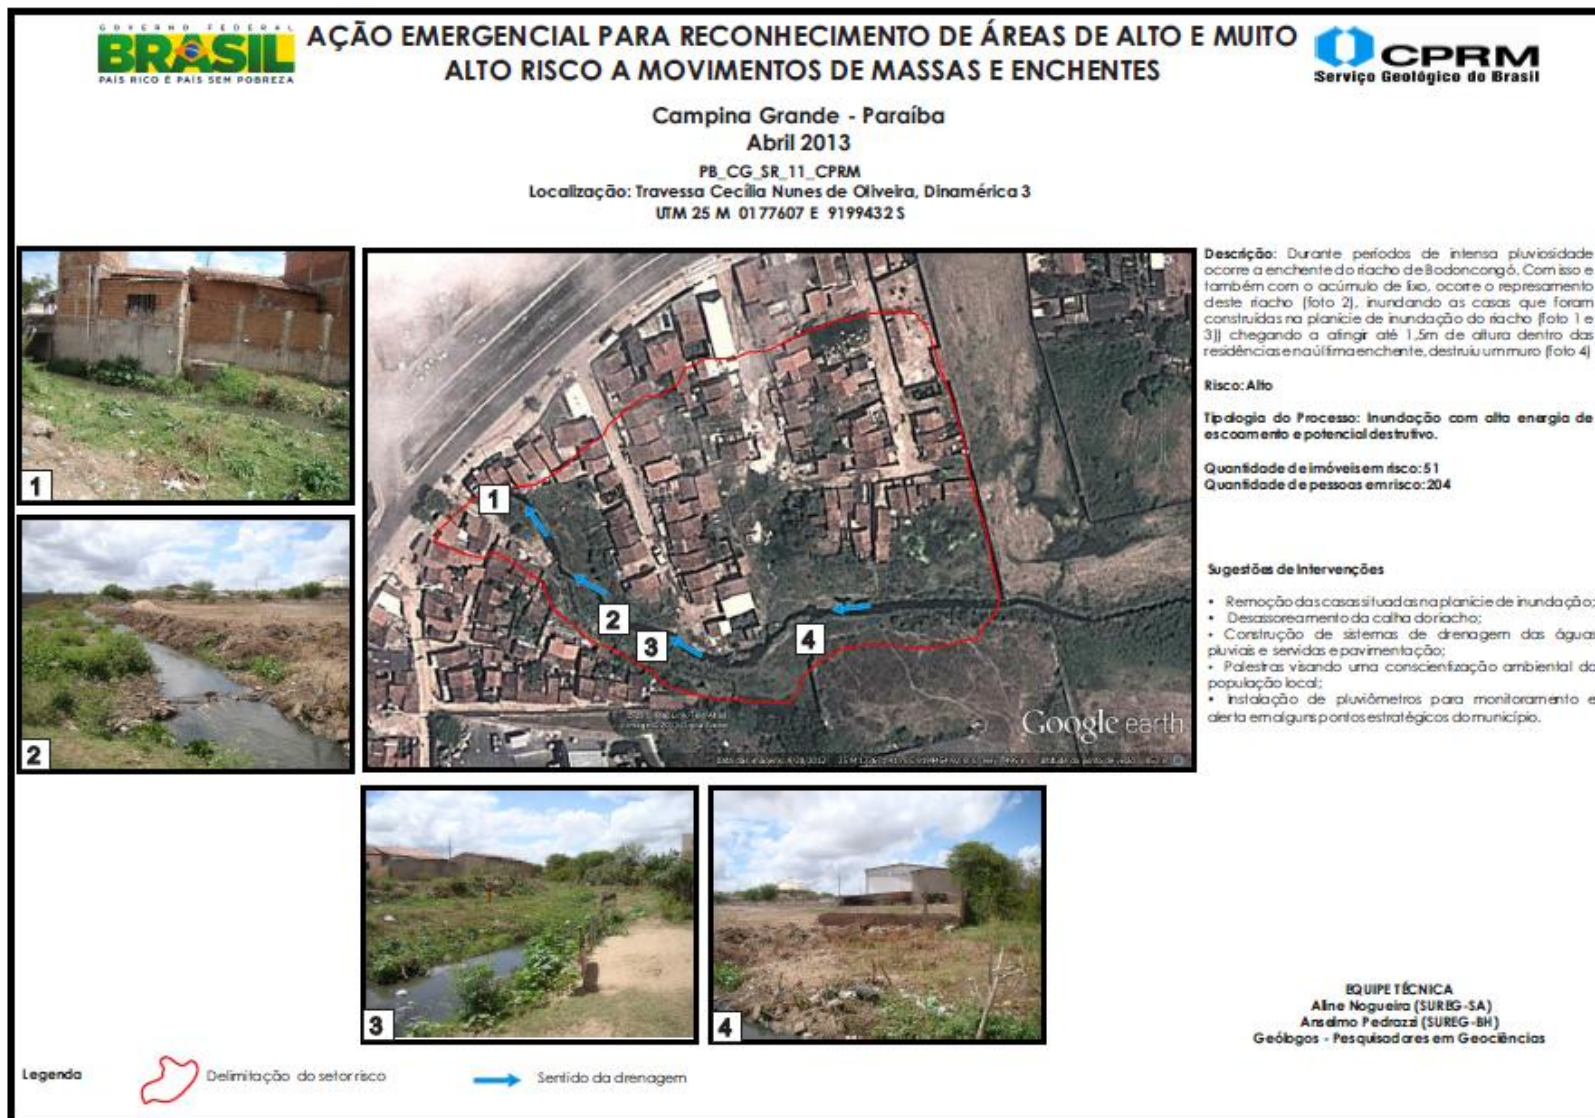 GOVERNO FEDERAL
BRASIL
PAÍS RICO É PAÍS SEM POBREZA
AÇÃO EMERGENCIAL PARA RECONHECIMENTO DE ÁREAS DE ALTO E MUITO
ALTO RISCO A MOVIMENTOS DE MASSAS E ENCHENTES
CPRM
Serviço Geológico do Brasil
Campina Grande - Paraíba
Abril 2013
PB_CG_SR_11_CPRM
Localização: Travessa Cecília Nunes de Oliveira, Dinamérica 3
UTM 25 M 0177607 E 9199432 S
1
2
1
2
3
4
Google earth
Descrição: Durante períodos de intensa pluviosidade
ocorre a enchente do riacho de Bodoncongó. Com isso e
também com o acúmulo de lixo, ocorre o represamento
deste riacho (foto 2), inundando as casas que foram
construídas na planície de inundação do riacho (foto 1 e
3)) chegando a atingir até 1,5m de altura dentro das
residências e na última enchente, destruiu um muro (foto 4)
Risco: Alto
Tipologia do Processo: Inundação com alta energia de
escoamento e potencial destrutivo.
Quantidade de imóveis em risco: 51
Quantidade de pessoas em risco: 204
Sugestões de Intervenções
• Remoção das casas situadas na planície de inundação;
• Desassoreamento da calha do riacho;
• Construção de sistemas de drenagem das águas
pluviais e servidas e pavimentação;
• Palestras visando uma conscientização ambiental da
população local;
• Instalação de pluviômetros para monitoramento e
alerta em alguns pontos estratégicos do município.
3
4
EQUIPE TÉCNICA
Aline Nogueira (SUREG-SA)
Anselmo Pedrazzi (SUREG-BH)
Geólogos - Pesquisadores em Geociências
Legenda
Delimitação do setor risco
Sentido da drenagem